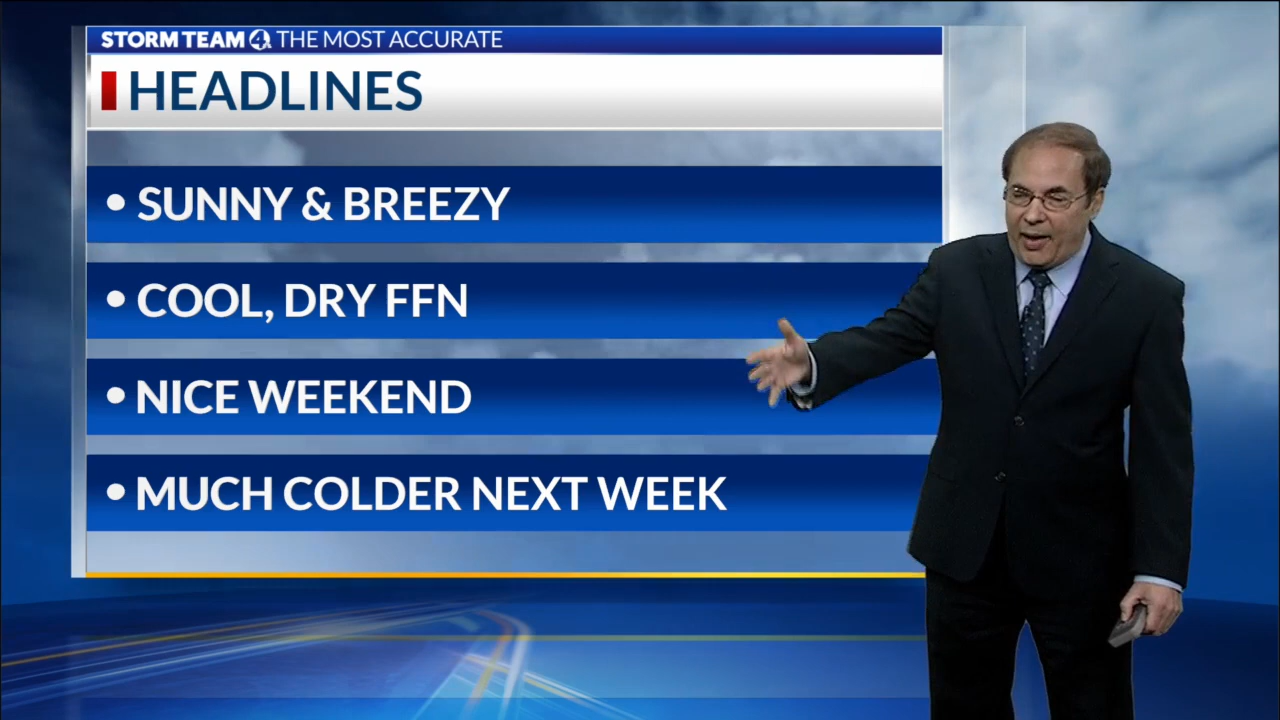 STORM TEAM 4 THE MOST ACCURATE
HEADLINES
• SUNNY & BREEZY
• COOL, DRY FFN
• NICE WEEKEND
• MUCH COLDER NEXT WEEK